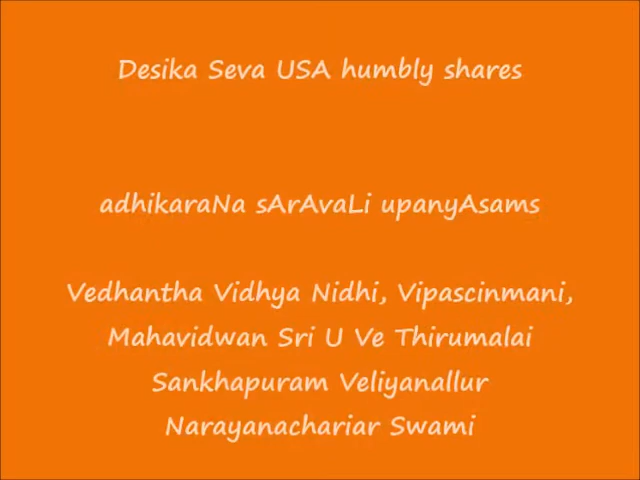 Desika Seva USA humbly shares
adhikaraNa sArAvaLi upanyAsams
Vedhantha Vidhya Nidhi, Vipascinmani,
Mahavidwan Sri U Ve Thirumalai
Sankhapuram Veliyanallur
Narayanachariar Swami